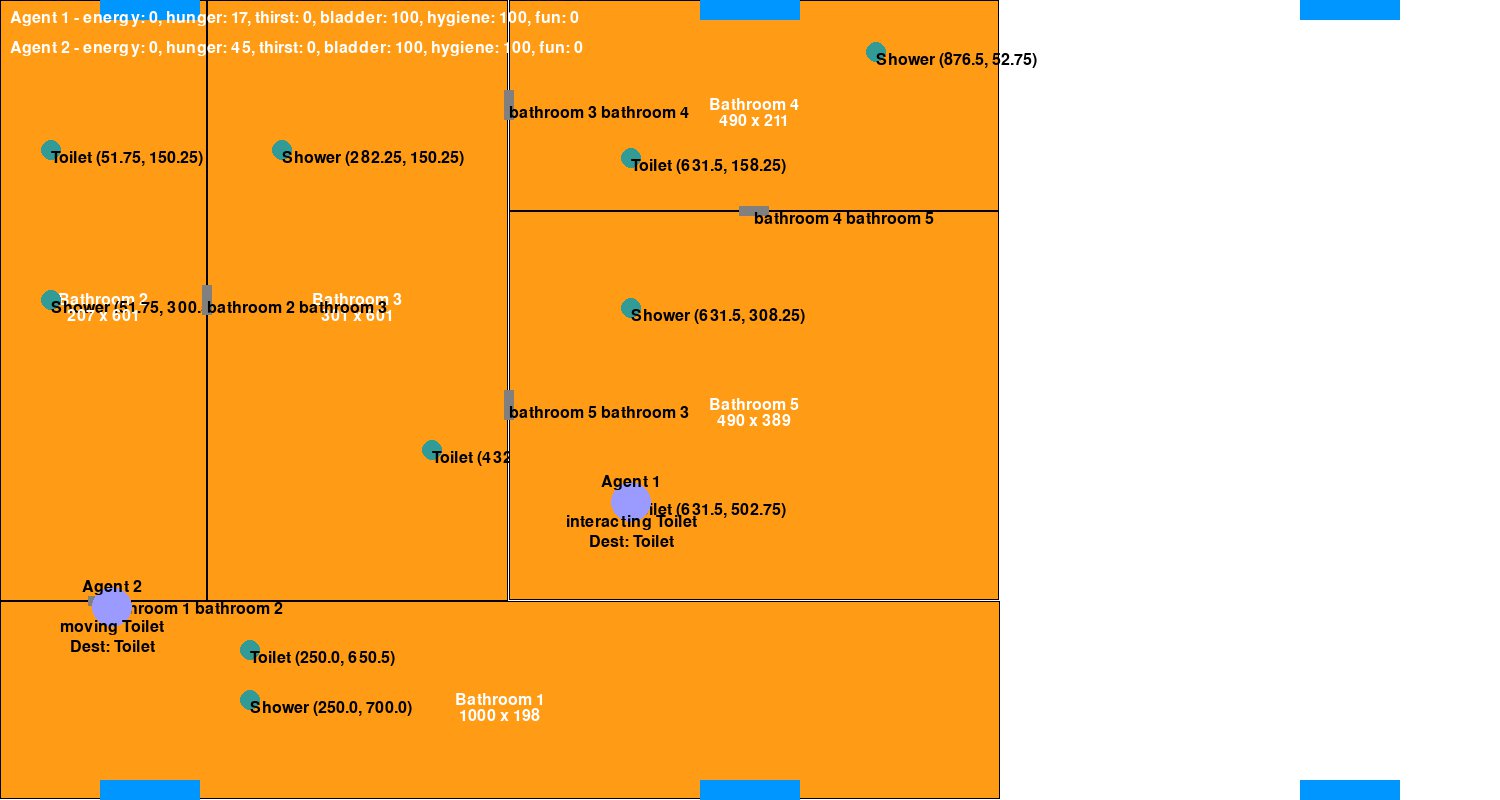 Agent 1 - energy: 0, hunger: 17, thirst: 0, bladder: 100, hygiene: 100, fun: 0
Agent 2 - energy: 0, hunger: 45, thirst: 0, bladder: 100, hygiene: 100, fun: 0
Shower (876.5, 52.75)
bathroom 3 bathroom 4
Bathroom 4
490 x 211
Toilet (51.75, 150.25)
Shower (282.25, 150.25)
Toilet (631.5, 158.25)
bathroom 4 bathroom 5
Bathroom 2
207 x 601
Shower (51.75, 300.
bathroom 2 bathroom 3
Bathroom 3
301 x 601
Shower (631.5, 308.25)
bathroom 5 bathroom 3
Bathroom 5
490 x 389
Toilet (432
Agent 1
ilet (631.5, 502.75)
interacting Toilet
Dest: Toilet
Agent 2
hroom 1 bathroom 2
moving Toilet
Dest: Toilet
Toilet (250.0, 650.5)
Shower (250.0, 700.0)
Bathroom 1
1000 x 198